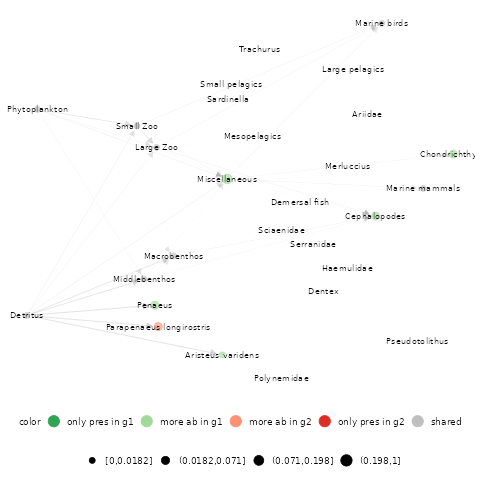 Marine birds
Trachurus
Large pelagics
Small pelagics
Sardinella
Phytoplankton
Ariidae
Small Zoo
Mesopelagics
Large Zoo
Chondrichthy
Merluccius
Miscellaneous
Marine mammals
Demersal fish
Cephalopodes
Sciaenidae
Serranidae
Macrobenthos
Haemulidae
Middlebenthos
Dentex
Penaeus
Detritus
Parapenaeus longirostris
Pseudotolithus
Aristeus varidens
Polynemidae
color only pres in g1 more ab in g1 more ab in g2 only pres in g2 shared
[0,0.0182] (0.0182,0.071] (0.071,0.198] (0.198,1]